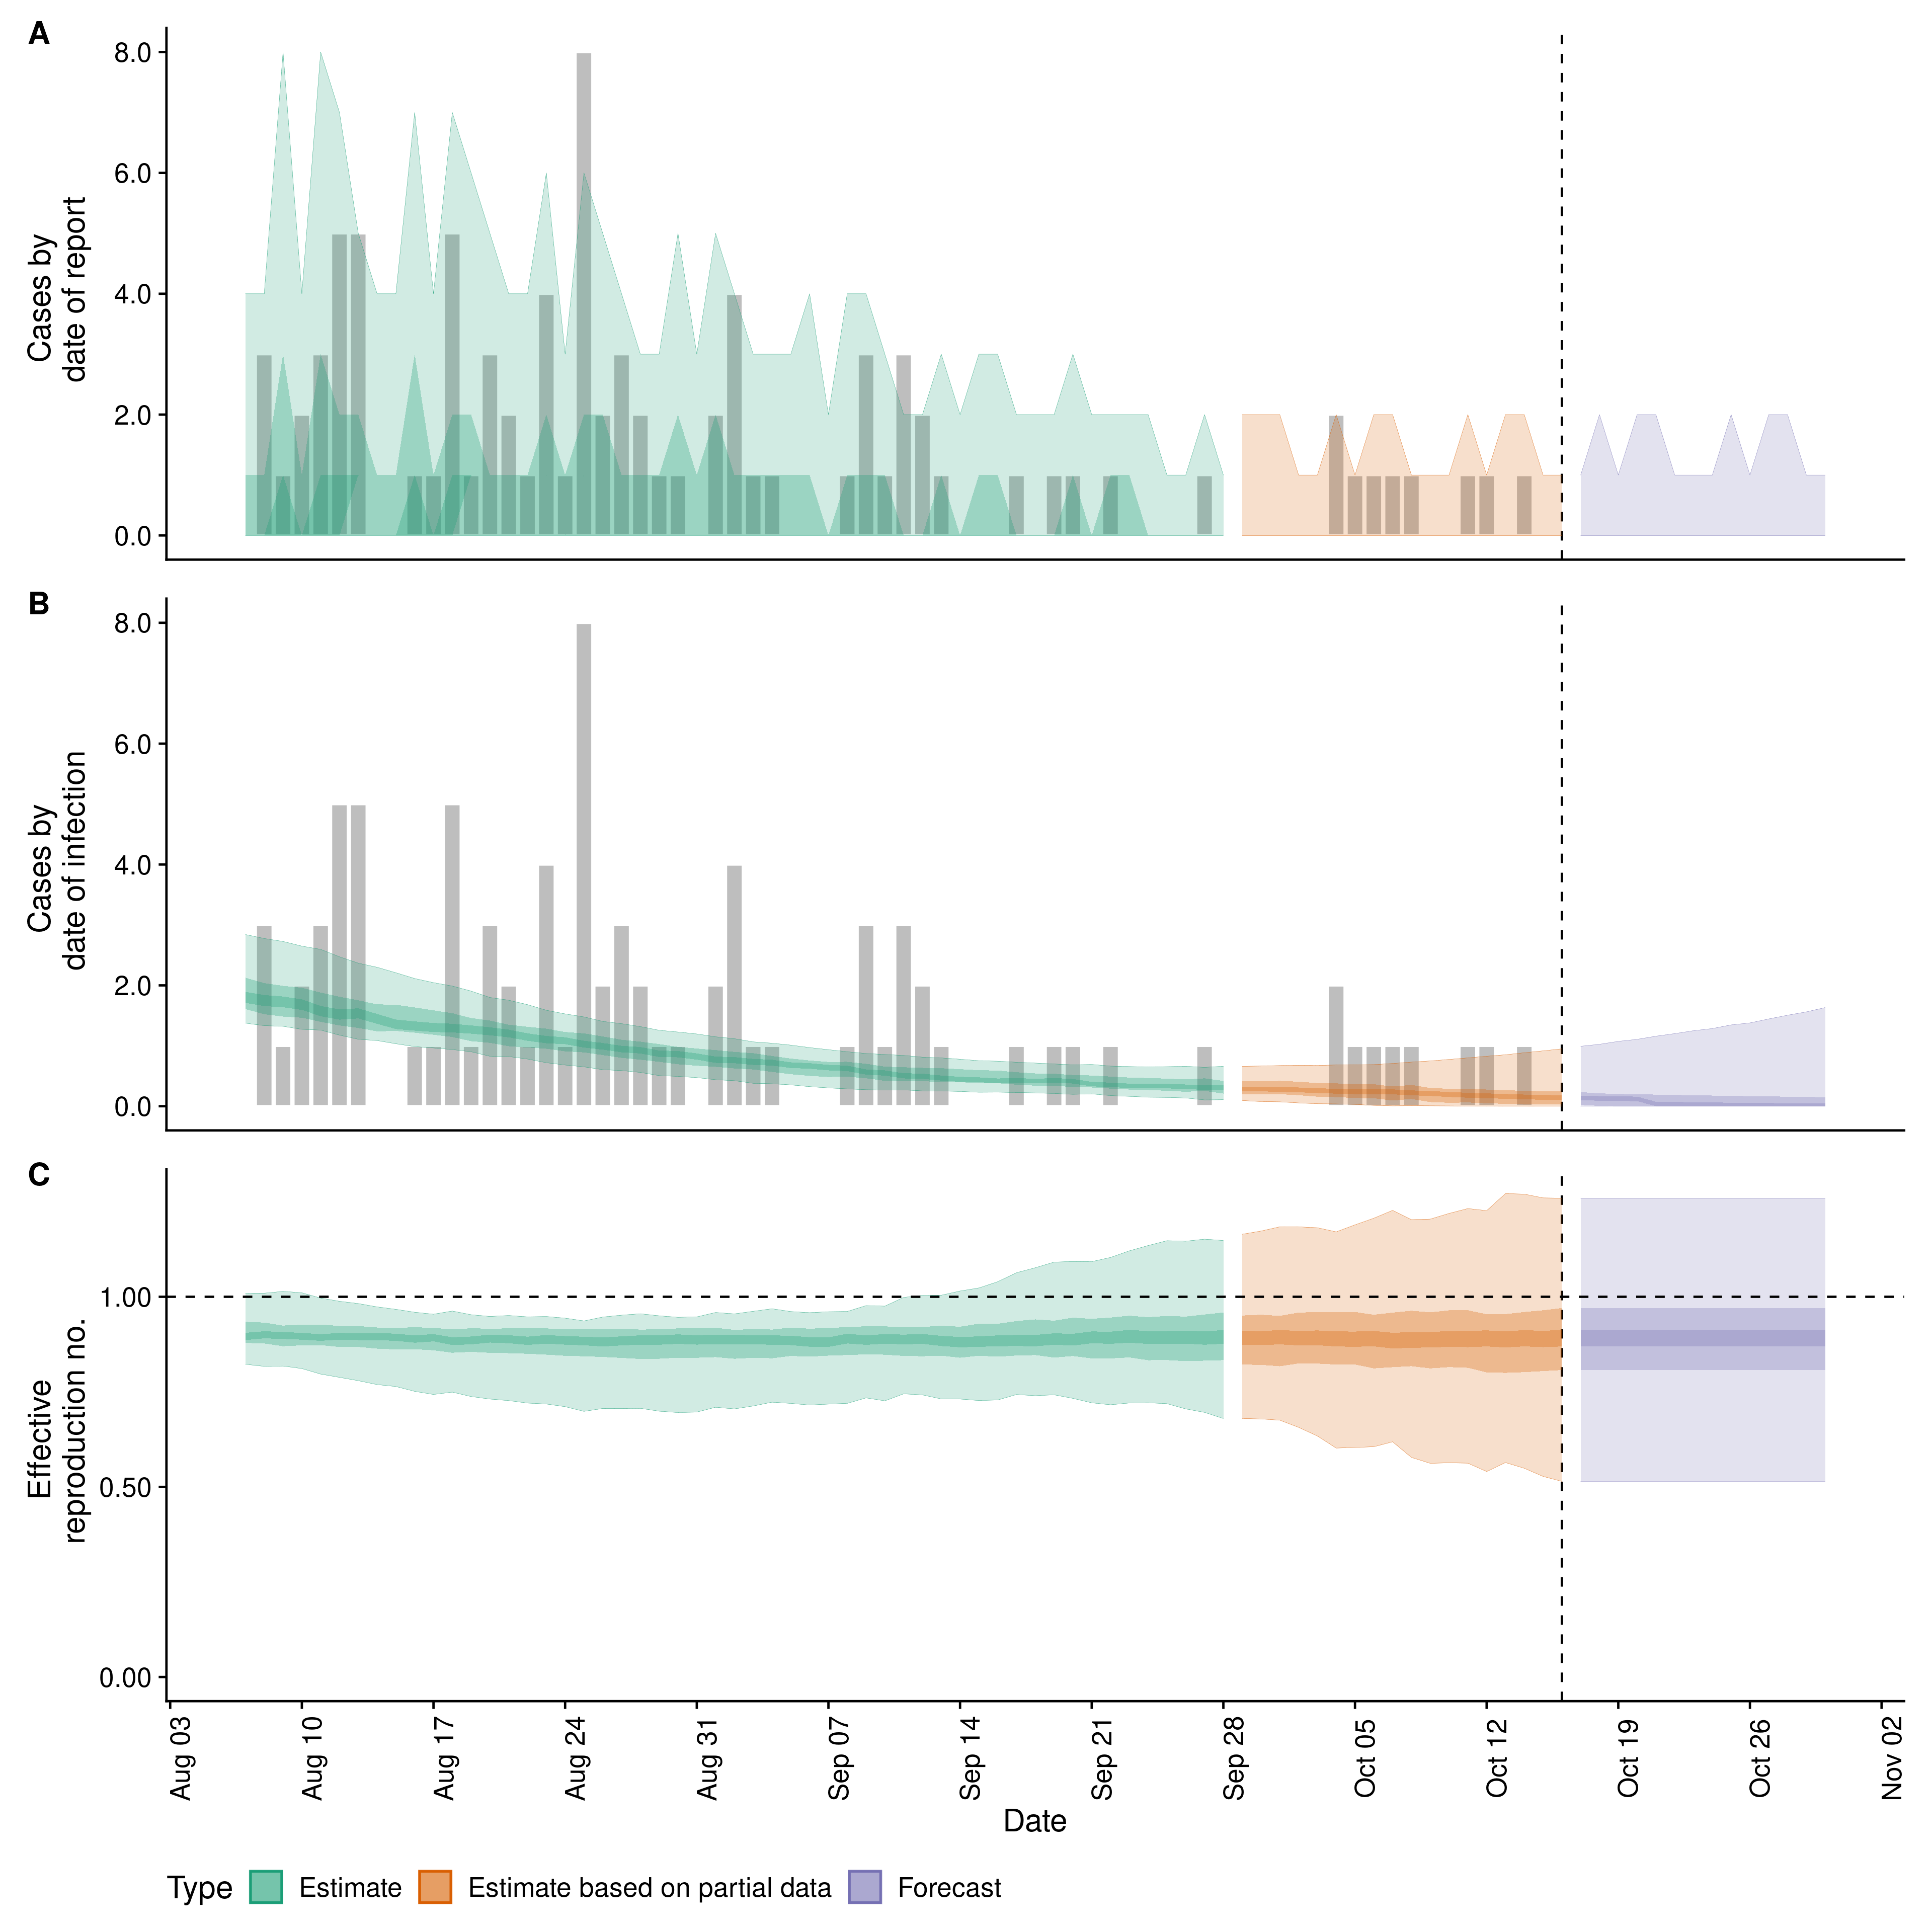 A
8.0
6.0
4.0
2.0
0.0
Cases by
date of report
B
8.0
6.0
4.0
2.0
0.0
Cases by
date of infection
C
1.00
0.50
0.00
Effective
reproduction no.
Aug 03
Aug 10
Aug 17
Aug 24
Aug 31
Sep 07
Sep 14
Sep 21
Sep 28
Oct 05
Oct 12
Oct 19
Oct 26
Nov 02
Date
Type Estimate Estimate based on partial data Forecast